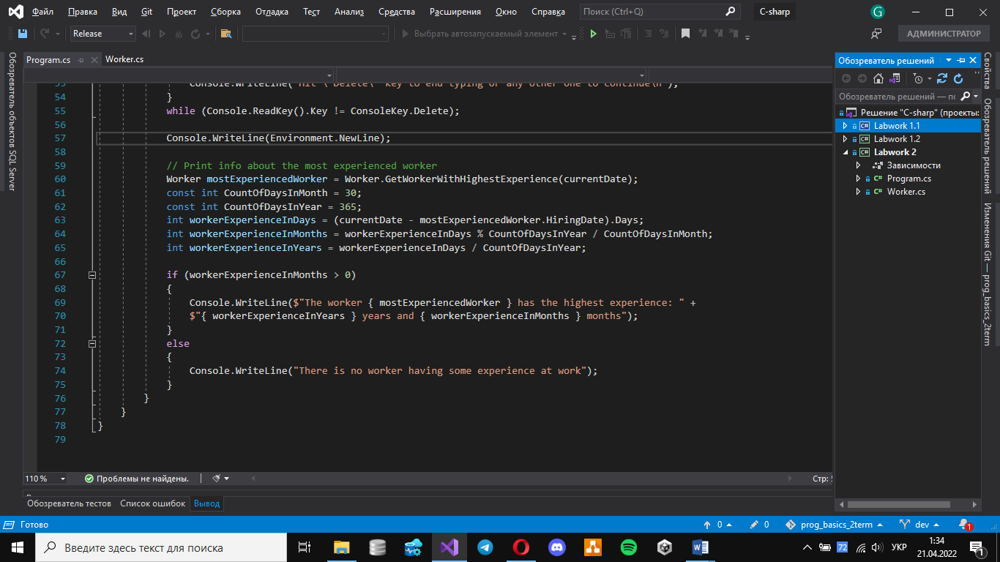 Файл Правка Вид Git Проект Сборка Отладка Тест Анализ Средства Расширения Окно Справка Поиск (Ctrl+Q) C-sharp G
Release Выбрать автозапускаемый элемент АДМИНИСТРАТОР
Обозреватель объектов SQL Server
Program.cs Worker.cs
53 Console.WriteLine("Hit \"Delete\" key to end typing or any other one to continue\n");
54 }
55 while (Console.ReadKey().Key != ConsoleKey.Delete);
56
57 Console.WriteLine(Environment.NewLine);
58
59 // Print info about the most experienced worker
60 Worker mostExperiencedWorker = Worker.GetWorkerWithHighestExperience(currentDate);
61 const int CountOfDaysInMonth = 30;
62 const int CountOfDaysInYear = 365;
63 int workerExperienceInDays = (currentDate - mostExperiencedWorker.HiringDate).Days;
64 int workerExperienceInMonths = workerExperienceInDays % CountOfDaysInYear / CountOfDaysInMonth;
65 int workerExperienceInYears = workerExperienceInDays / CountOfDaysInYear;
66
67 if (workerExperienceInMonths > 0)
68 {
69 Console.WriteLine($"The worker { mostExperiencedWorker } has the highest experience: " +
70 $"{ workerExperienceInYears } years and { workerExperienceInMonths } months");
71 }
72 else
73 {
74 Console.WriteLine("There is no worker having some experience at work");
75 }
76 }
77 }
78 }
79
110 % Проблемы не найдены. Стр: 5
Обозреватель тестов Список ошибок Вывод
Обозреватель решений
Обозреватель решений — по
Решение "C-sharp" (проекты:
C# Labwork 1.1
C# Labwork 1.2
C# Labwork 2
Зависимости
C# Program.cs
C# Worker.cs
Свойства
Обозреватель решений
Изменения Git — prog_basics_2term
Готово 0 0 prog_basics_2term dev 1
Введите здесь текст для поиска 72 УКР 1:34 21.04.2022 1